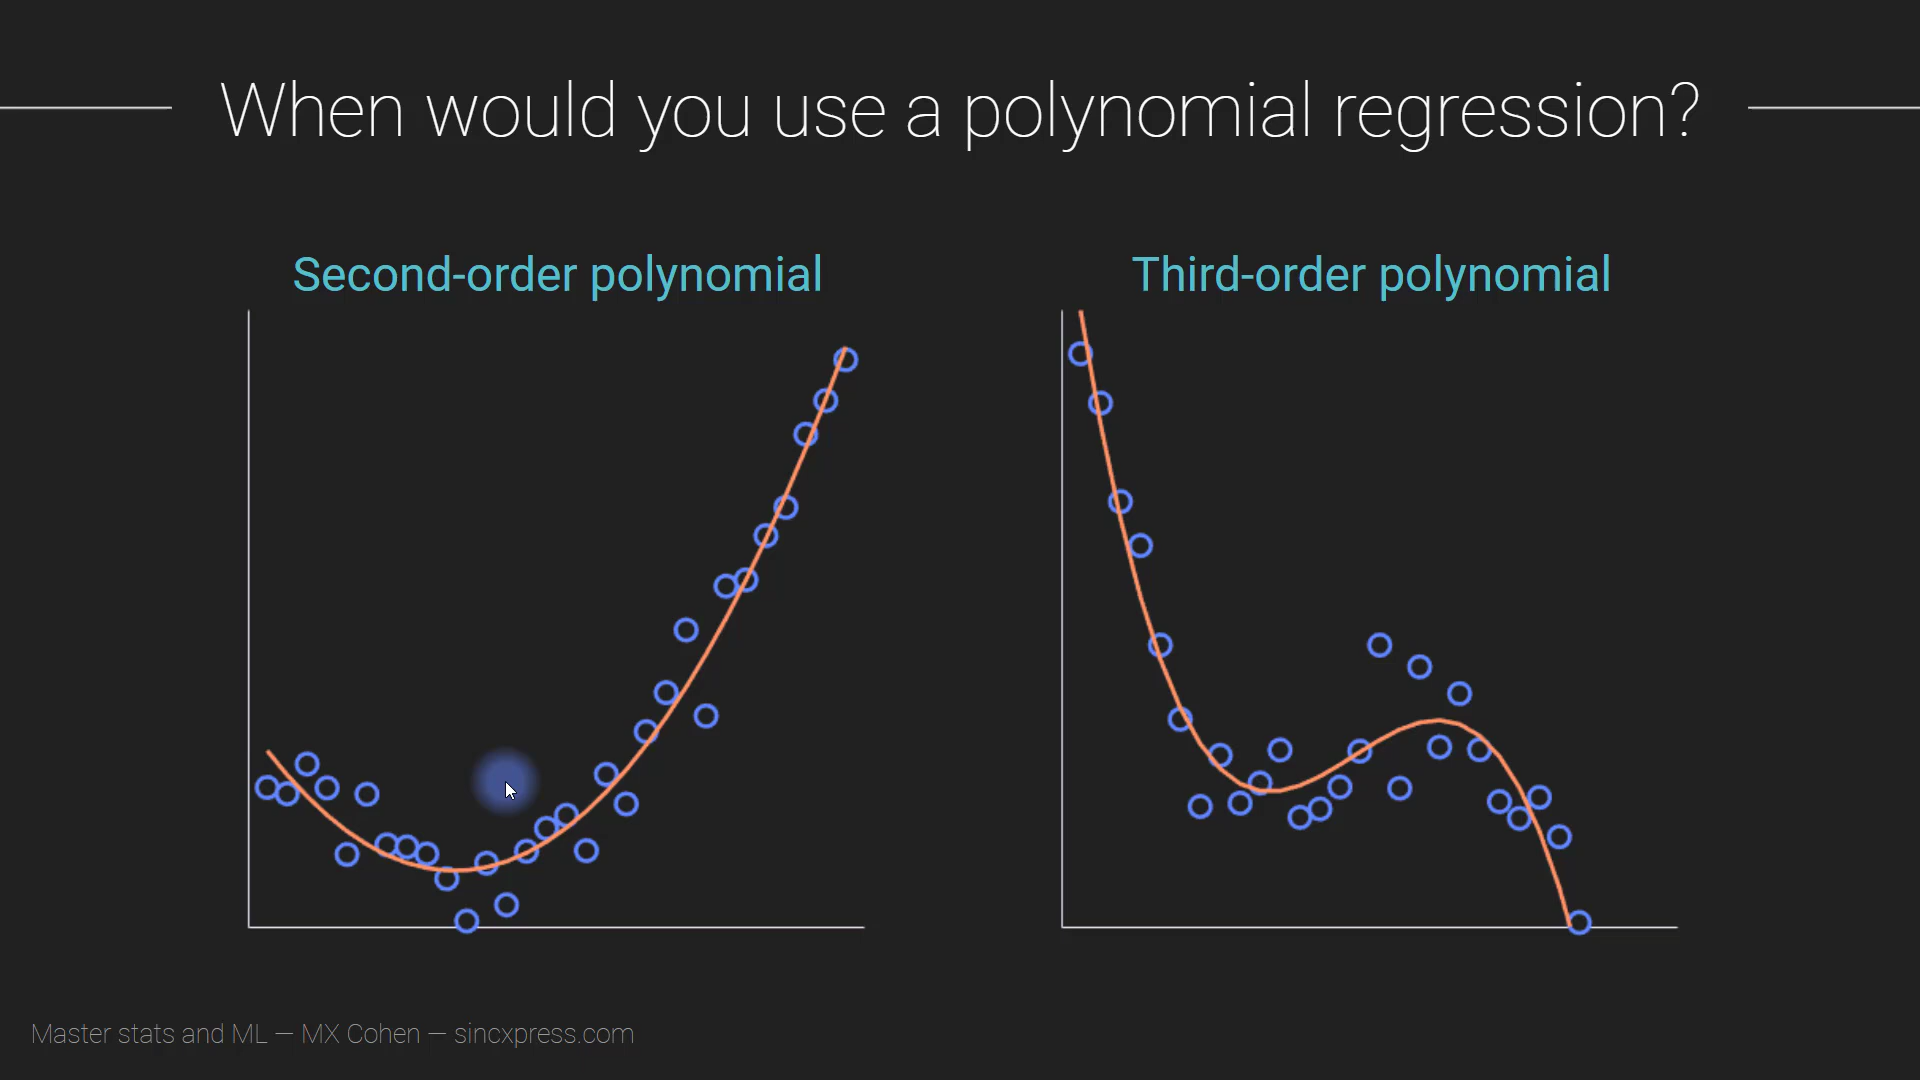 When would you use a polynomial regression?
Second-order polynomial
Third-order polynomial
Master stats and ML — MX Cohen — sincxpress.com